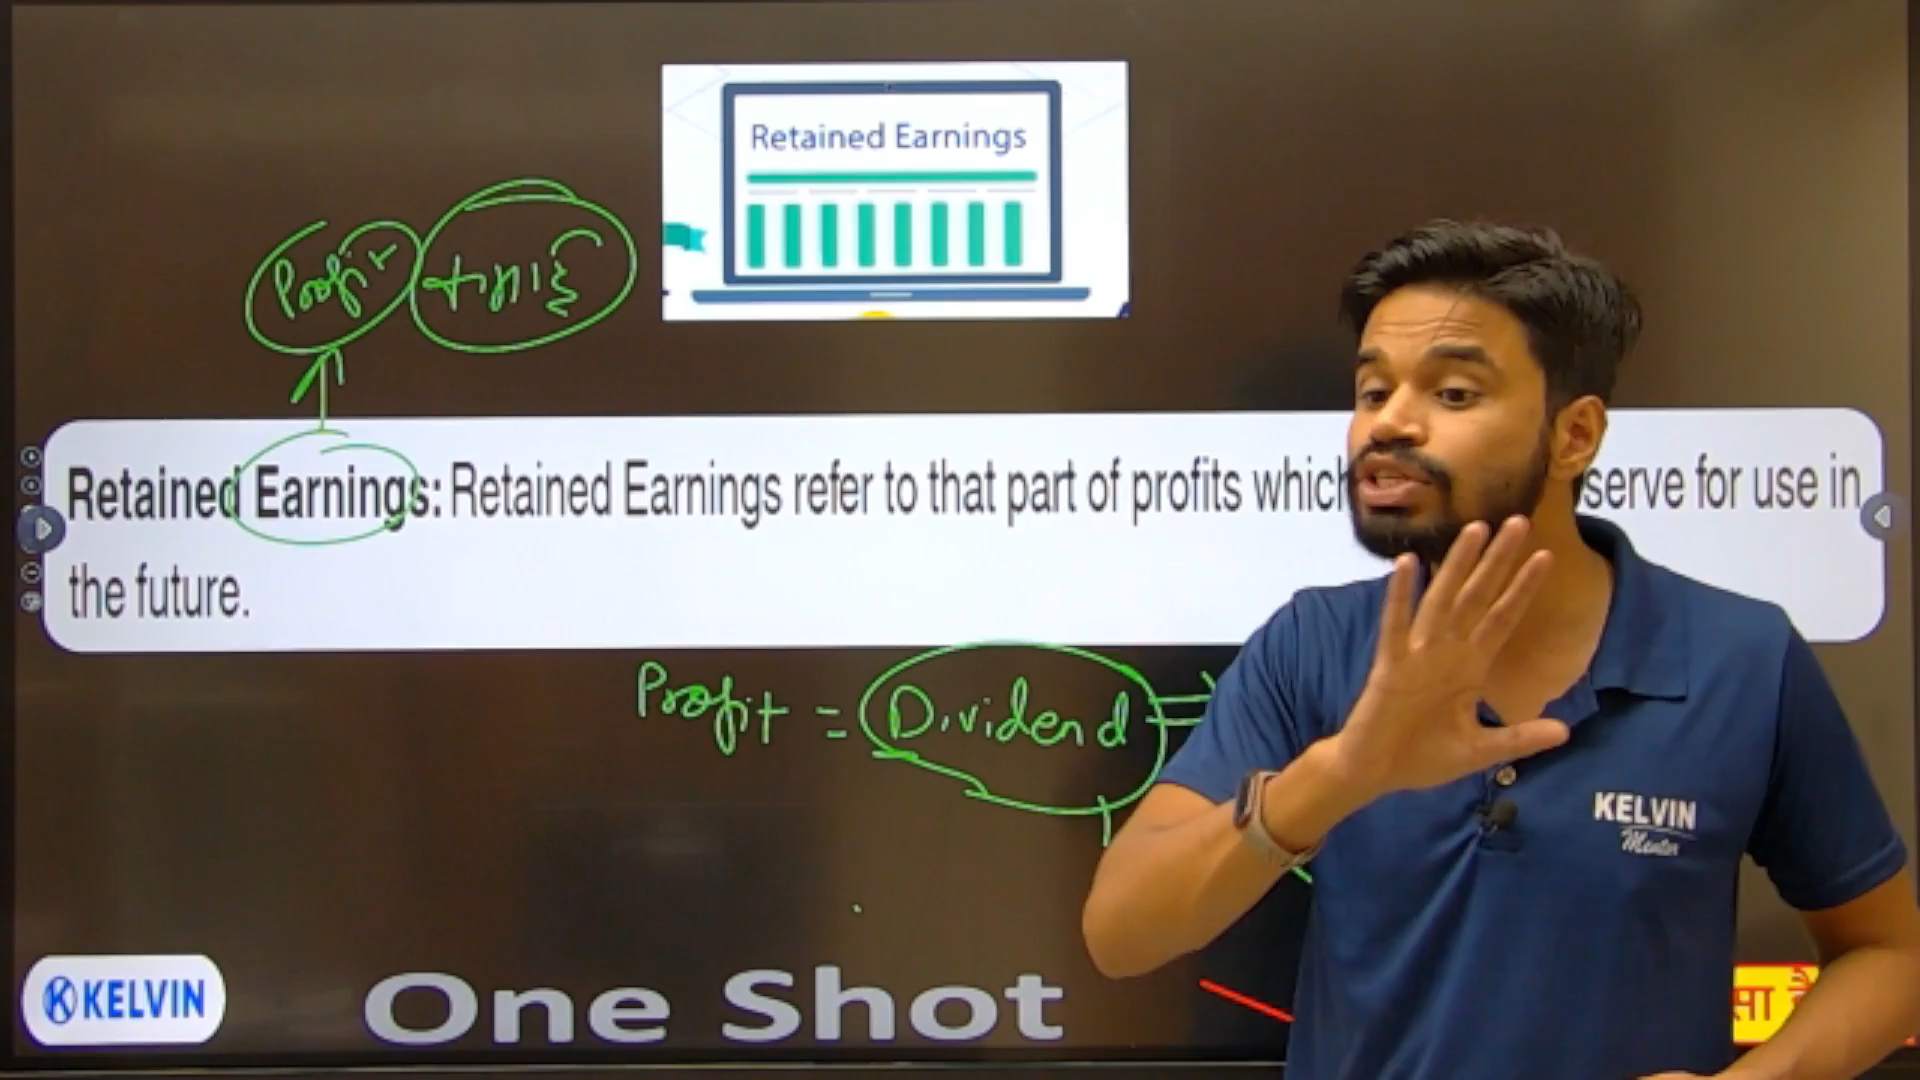 Retained Earnings
Profit कमाई
Retained Earnings: Retained Earnings refer to that part of profits which serve for use in
the future.
Profit = Dividend
KELVIN
Mentor
KELVIN
One Shot
सा है